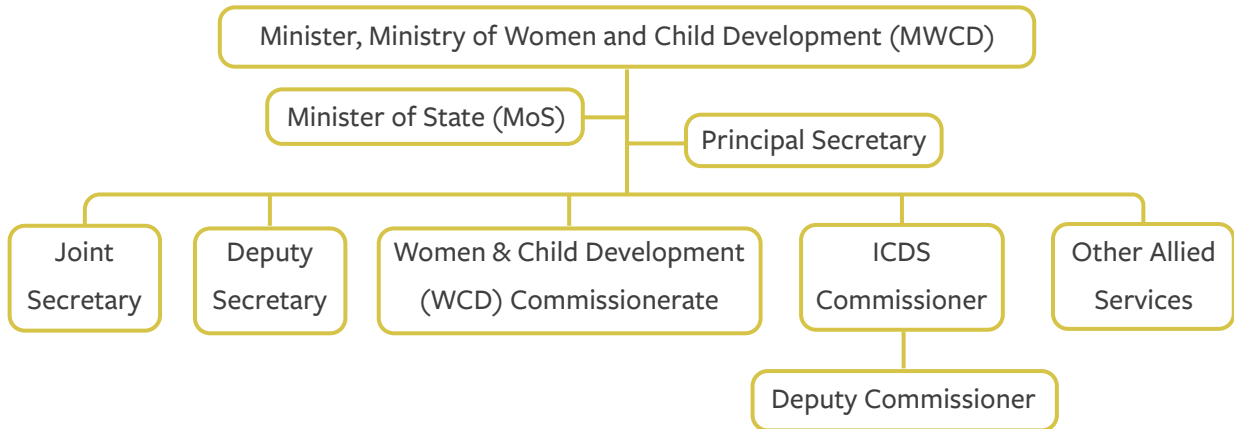 Minister, Ministry of Women and Child Development (MWCD)
Minister of State (MoS)
Principal Secretary
Joint
Secretary
Deputy
Secretary
Women & Child Development
(WCD) Commissionerate
ICDS
Commissioner
Other Allied
Services
Deputy Commissioner